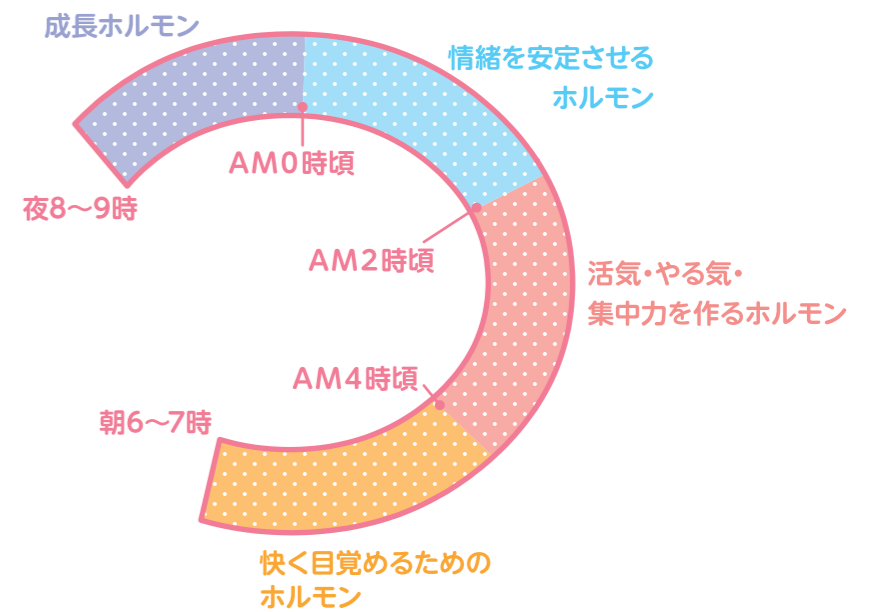 成長ホルモン
情緒を安定させる
ホルモン
AM0時頃
夜8〜9時
AM2時頃
活気・やる気・
集中力を作るホルモン
AM4時頃
朝6〜7時
快く目覚めるための
ホルモン